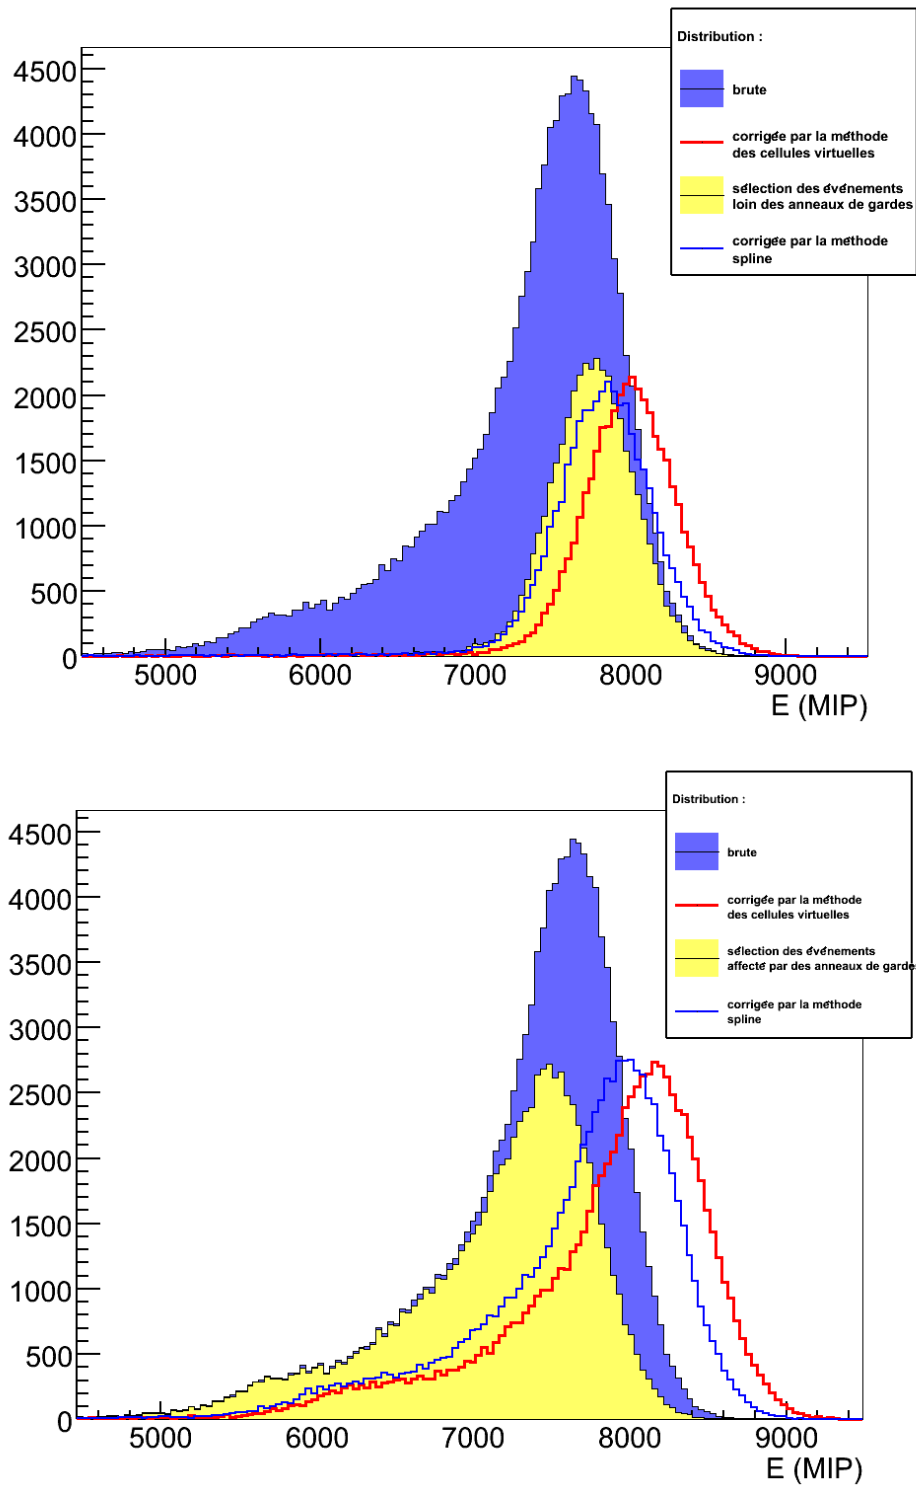 Distribution :
brute
corrigée par la méthode
des cellules virtuelles
sélection des événements
loin des anneaux de gardes
corrigée par la méthode
spline
4500
4000
3500
3000
2500
2000
1500
1000
500
0
5000 6000 7000 8000 9000
E (MIP)
Distribution :
brute
corrigée par la méthode
des cellules virtuelles
sélection des événements
affecté par des anneaux de gardes
corrigée par la méthode
spline
4500
4000
3500
3000
2500
2000
1500
1000
500
0
5000 6000 7000 8000 9000
E (MIP)